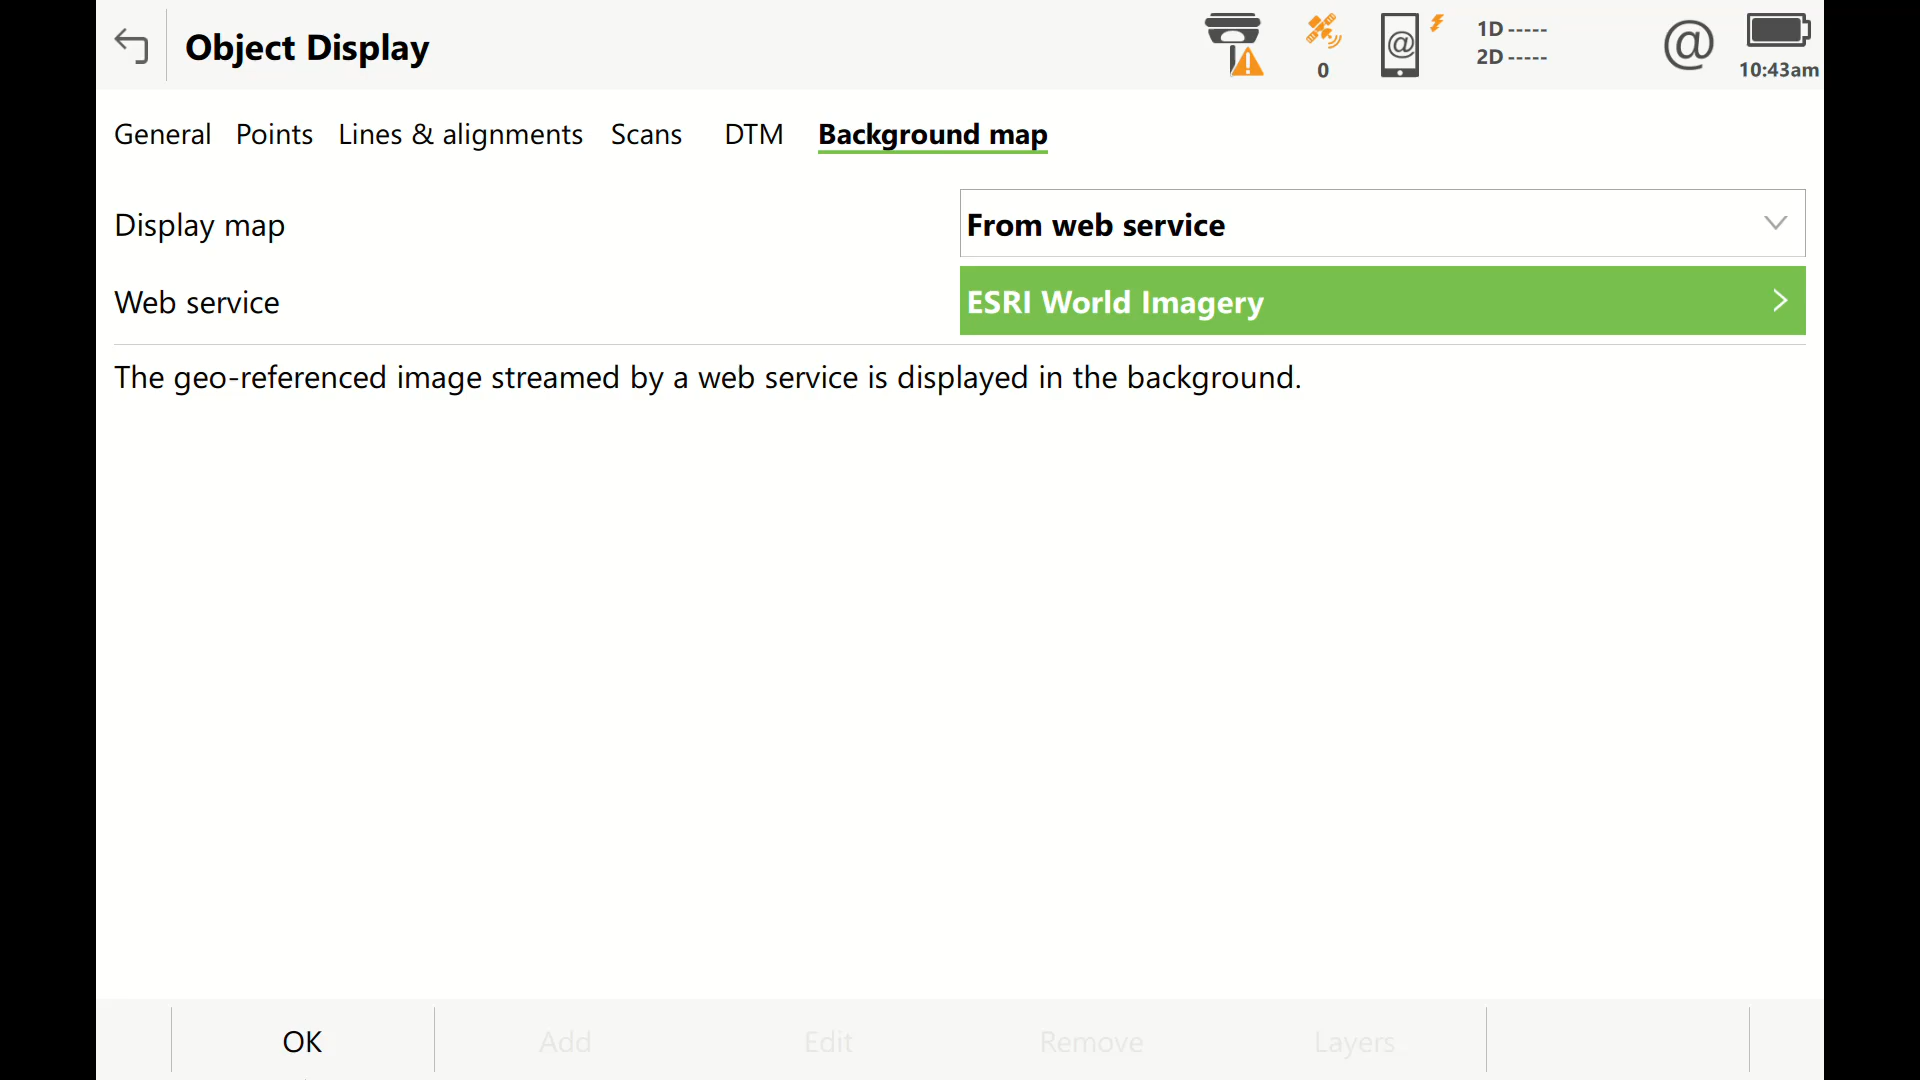 Object Display
0
@
1D -----
2D -----
@
10:43am
General Points Lines & alignments Scans DTM Background map
Display map From web service
Web service ESRI World Imagery
The geo-referenced image streamed by a web service is displayed in the background.
OK Add Edit Remove Layers